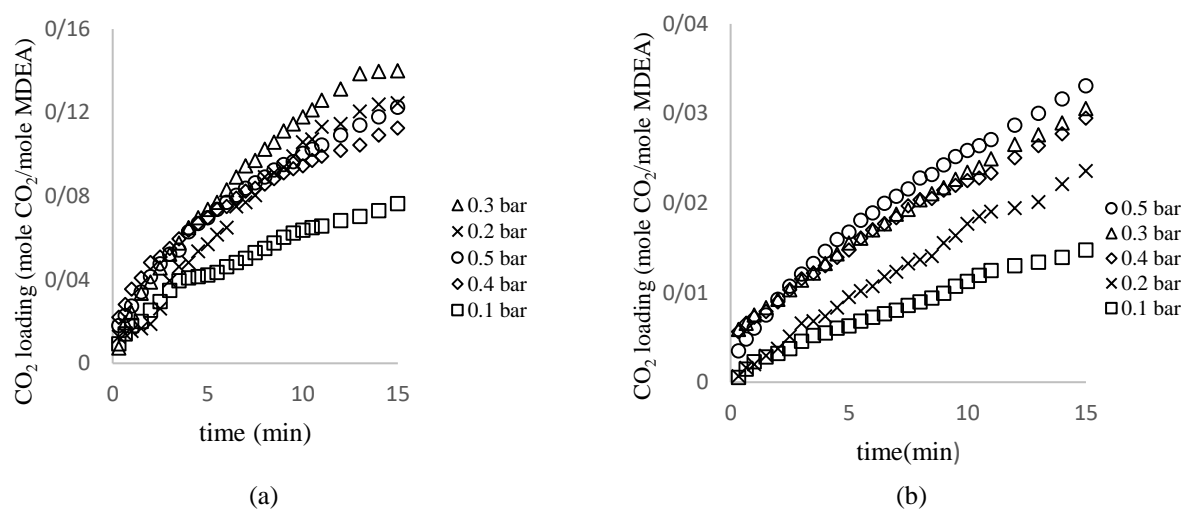 CO₂ loading (mole CO₂/mole MDEA)
0/16
0/12
0/08
0/04
0
0 5 10 15
time (min)
0.3 bar
0.2 bar
0.5 bar
0.4 bar
0.1 bar
(a)
CO₂ loading (mole CO₂/mole MDEA)
0/04
0/03
0/02
0/01
0
0 5 10 15
time(min)
0.5 bar
0.3 bar
0.4 bar
0.2 bar
0.1 bar
(b)